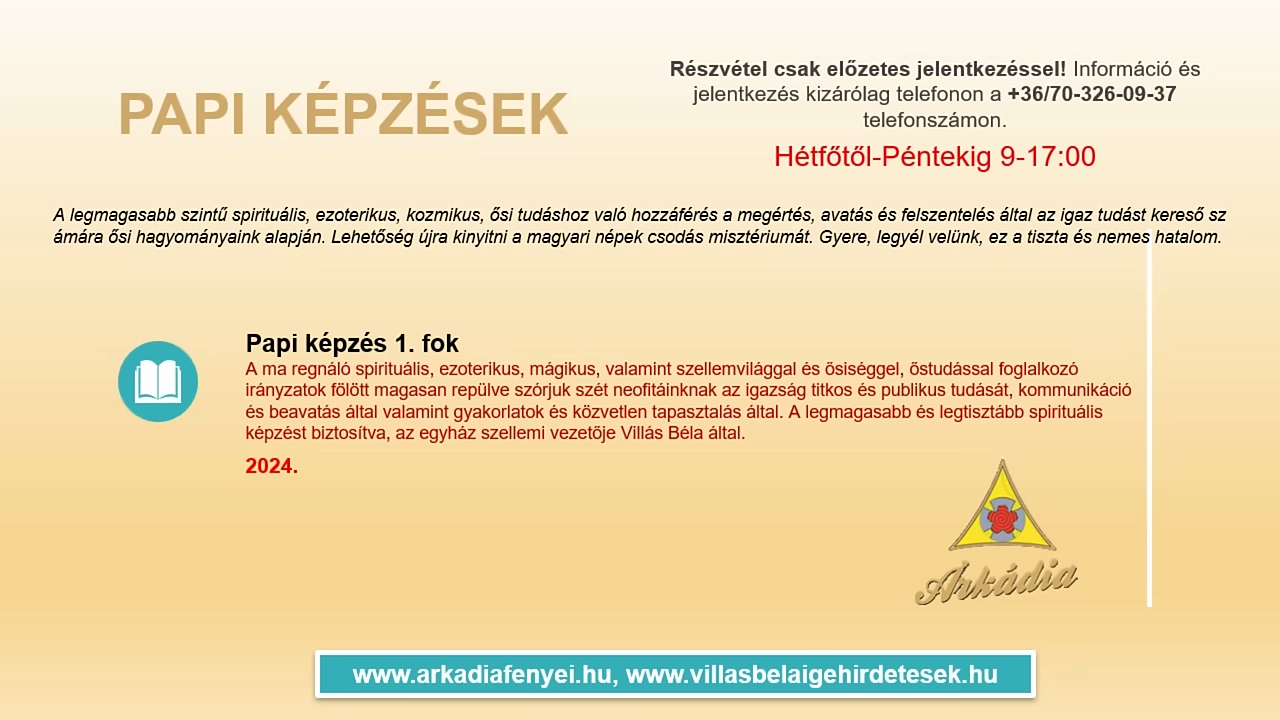 PAPI KÉPZÉSEK
Részvétel csak előzetes jelentkezéssel! Információ és
jelentkezés kizárólag telefonon a +36/70-326-09-37
telefonszámon.
Hétfőtől-Péntekig 9-17:00
A legmagasabb szintű spirituális, ezoterikus, kozmikus, ősi tudáshoz való hozzáférés a megértés, avatás és felszentelés által az igaz tudást kereső sz
ámára ősi hagyományaink alapján. Lehetőség újra kinyitni a magyari népek csodás misztériumát. Gyere, legyél velünk, ez a tiszta és nemes hatalom.
Papi képzés 1. fok
A ma regnáló spirituális, ezoterikus, mágikus, valamint szellemvilággal és ősiséggel, őstudással foglalkozó
irányzatok fölött magasan repülve szórjuk szét neofitáinknak az igazság titkos és publikus tudását, kommunikáció
és beavatás által valamint gyakorlatok és közvetlen tapasztalás által. A legmagasabb és legtisztább spirituális
képzést biztosítva, az egyház szellemi vezetője Villás Béla által.
2024.
Árkádia
www.arkadiafenyei.hu, www.villasbelaigehirdetesek.hu